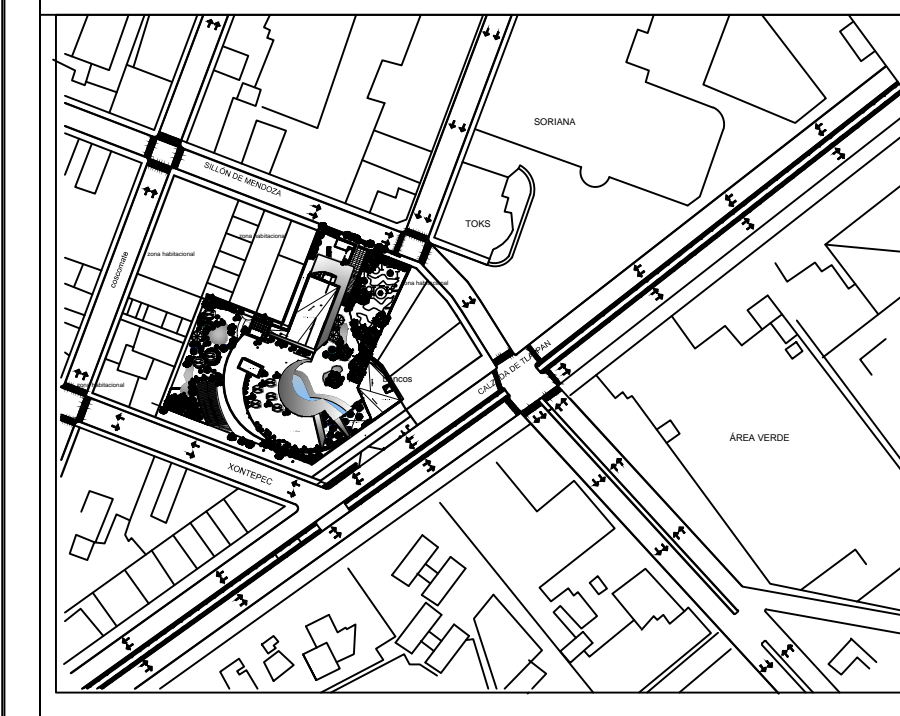 SORIANA
SILLON DE MENDOZA
TOKS
zona habitacional
zona habitacional
coscomate
zona habitacional
CALZADA DE TLALPAN
zona habitacional
bancos
XONTEPEC
ÁREA VERDE